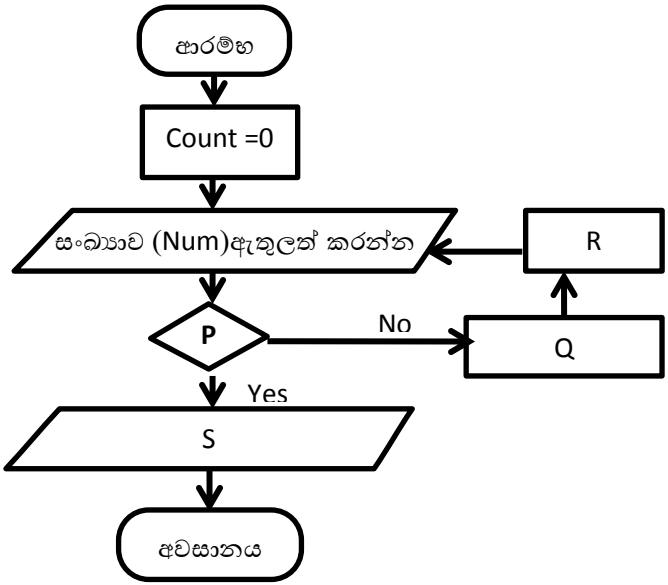 ආරම්භ
Count =0
සංඛ්‍යාව (Num)ඇතුලත් කරන්න
R
P
No
Q
Yes
S
අවසානය